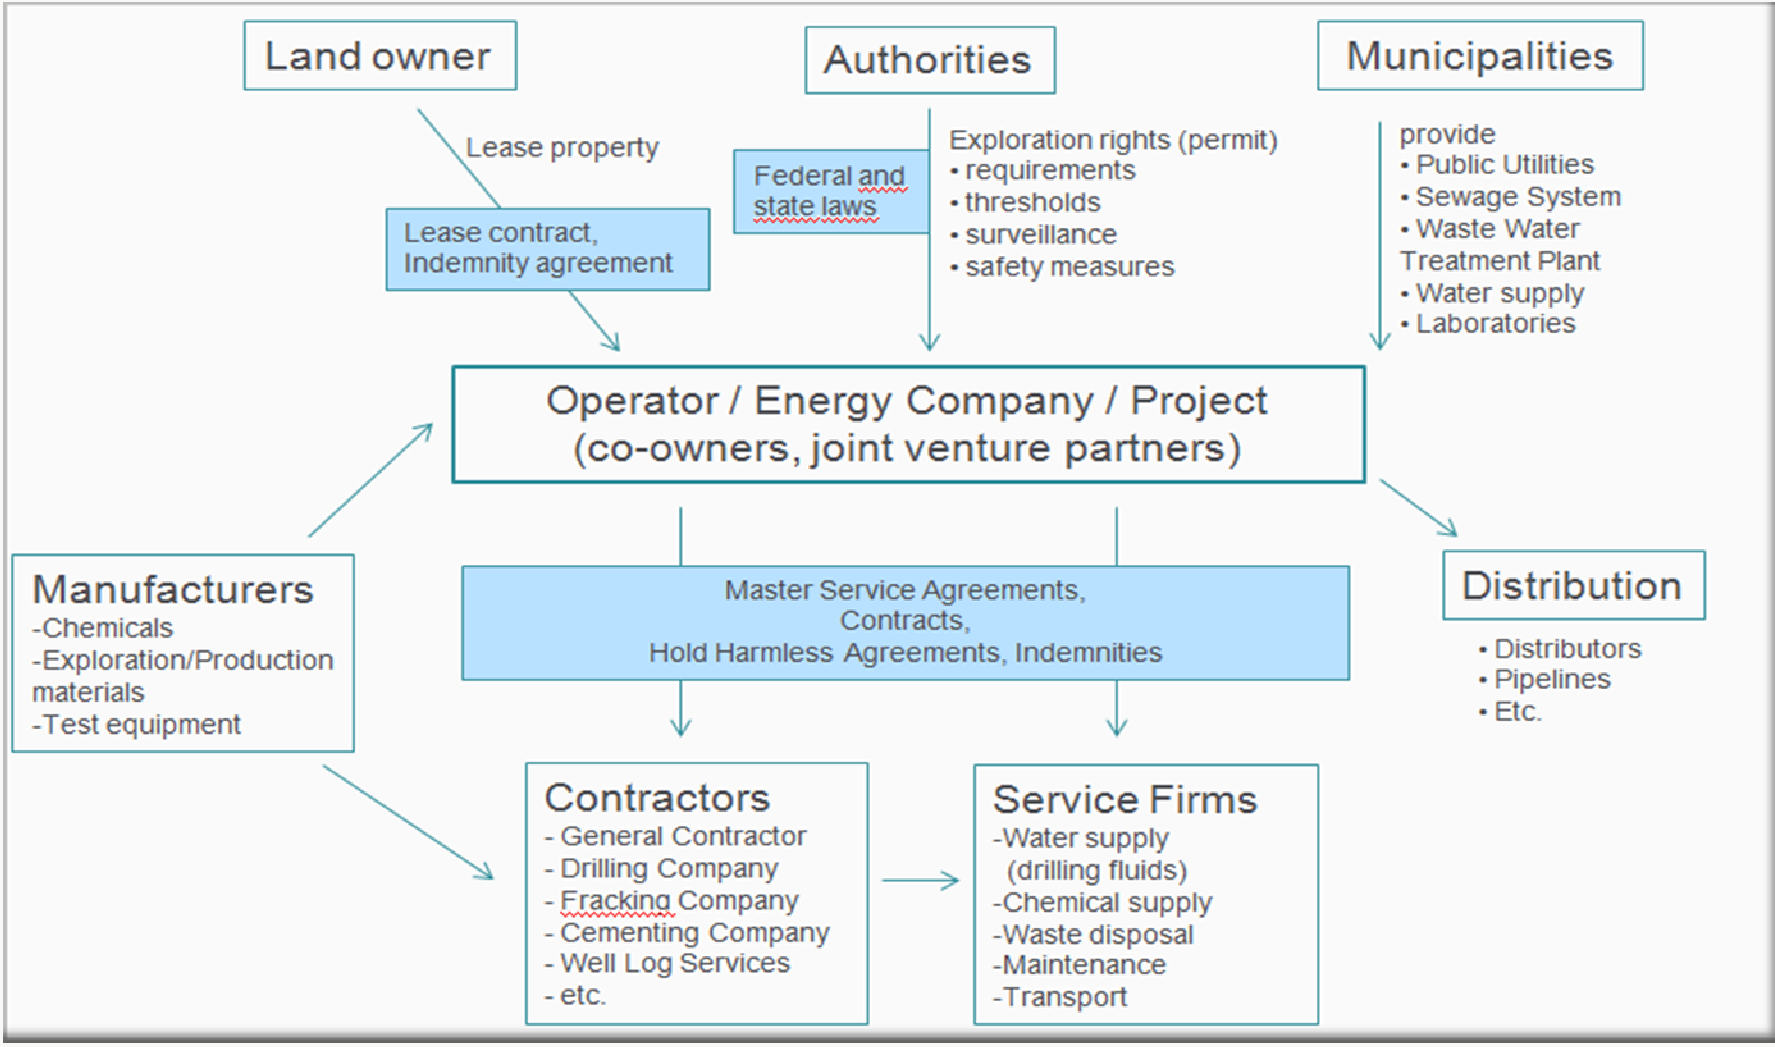 Land owner
Authorities
Municipalities
Lease property
Lease contract,
Indemnity agreement
Federal and
state laws
Exploration rights (permit)
• requirements
• thresholds
• surveillance
• safety measures
provide
• Public Utilities
• Sewage System
• Waste Water
Treatment Plant
• Water supply
• Laboratories
Operator / Energy Company / Project
(co-owners, joint venture partners)
Manufacturers
-Chemicals
-Exploration/Production
materials
-Test equipment
Master Service Agreements,
Contracts,
Hold Harmless Agreements, Indemnities
Distribution
• Distributors
• Pipelines
• Etc.
Contractors
- General Contractor
- Drilling Company
- Fracking Company
- Cementing Company
- Well Log Services
- etc.
Service Firms
-Water supply
(drilling fluids)
-Chemical supply
-Waste disposal
-Maintenance
-Transport